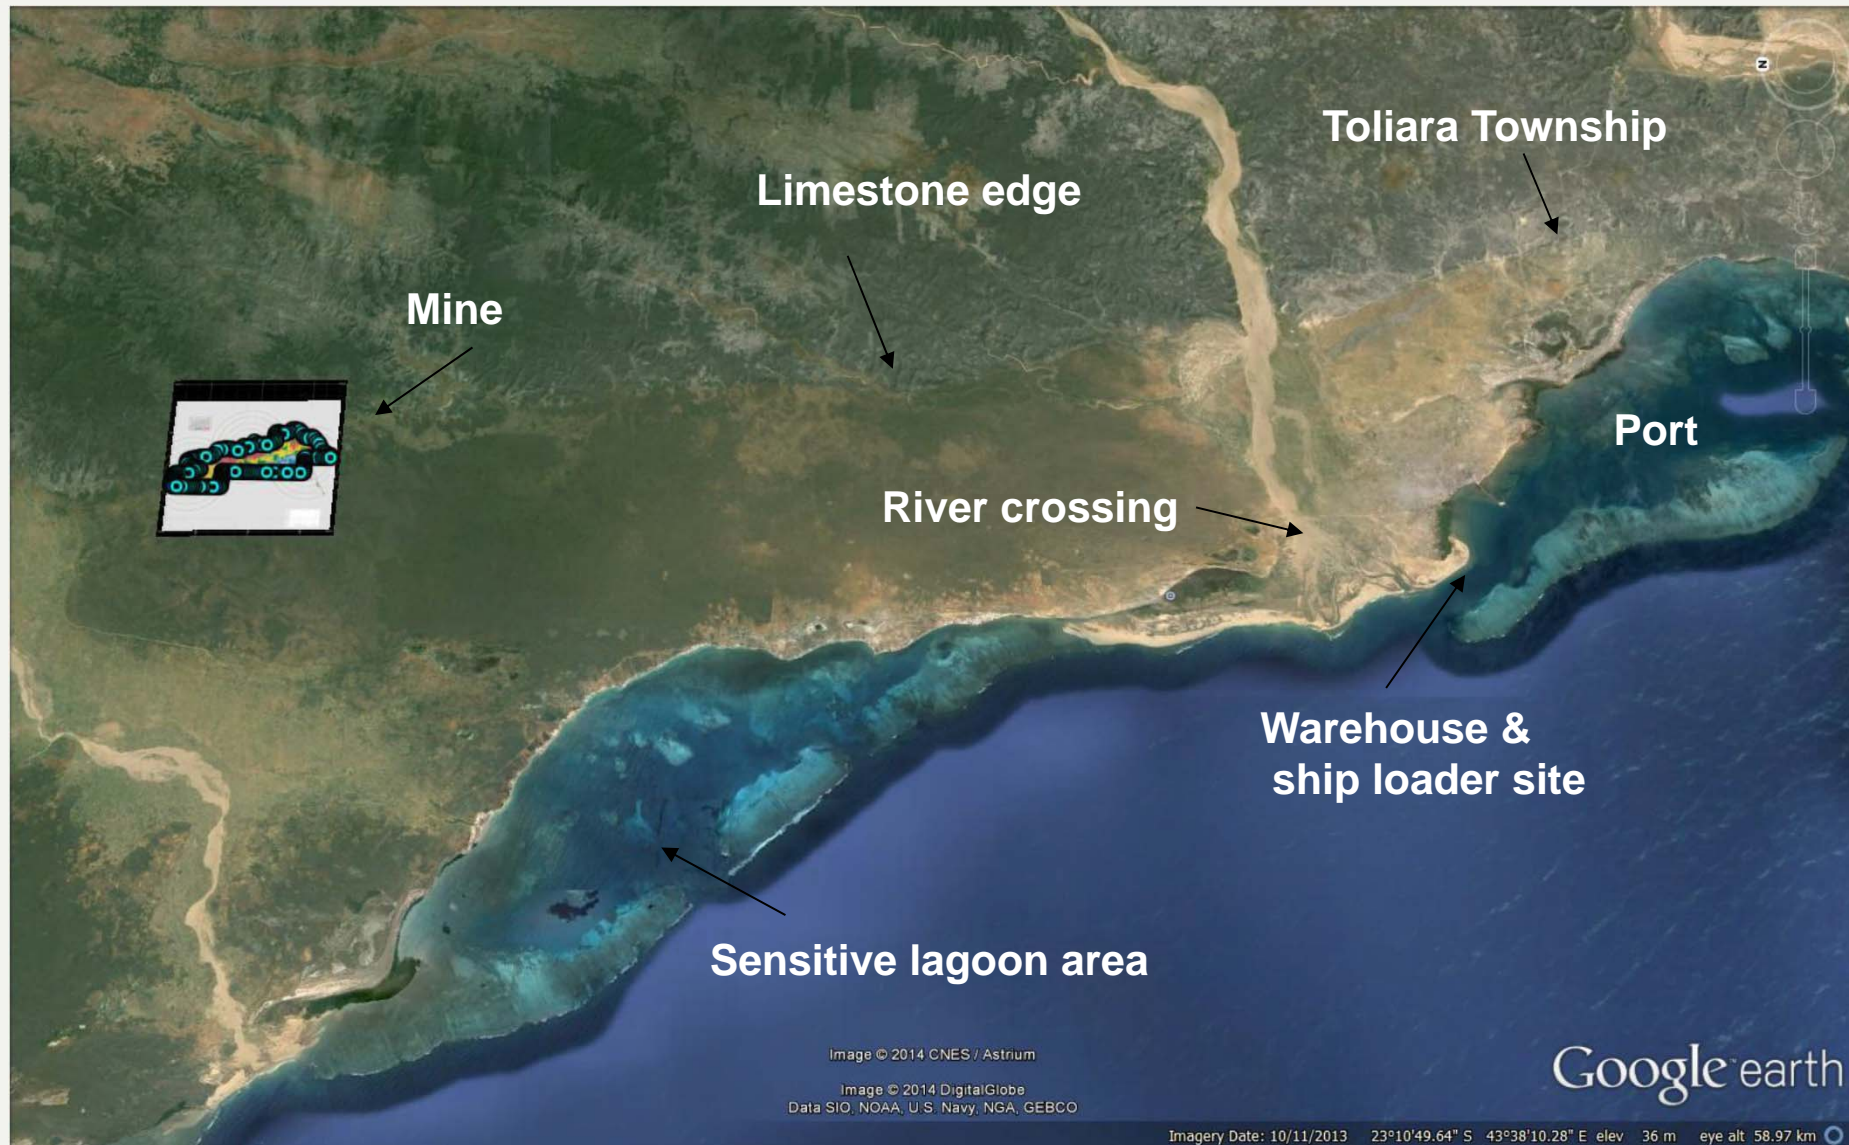 Toliara Township
Limestone edge
Mine
Port
River crossing
Warehouse &
ship loader site
Sensitive lagoon area
Image © 2014 CNES / Astrium
Image © 2014 DigitalGlobe
Data SIO, NOAA, U.S. Navy, NGA, GEBCO
Google earth
Imagery Date: 10/11/2013 23°10'49.64" S 43°38'10.28" E elev 36 m eye alt 58.97 km
N